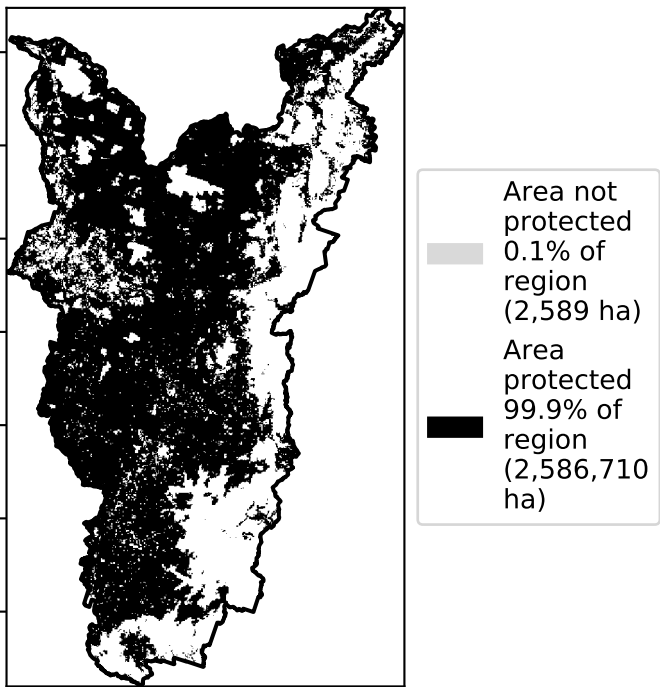 Area not
protected
0.1% of
region
(2,589 ha)
Area
protected
99.9% of
region
(2,586,710
ha)